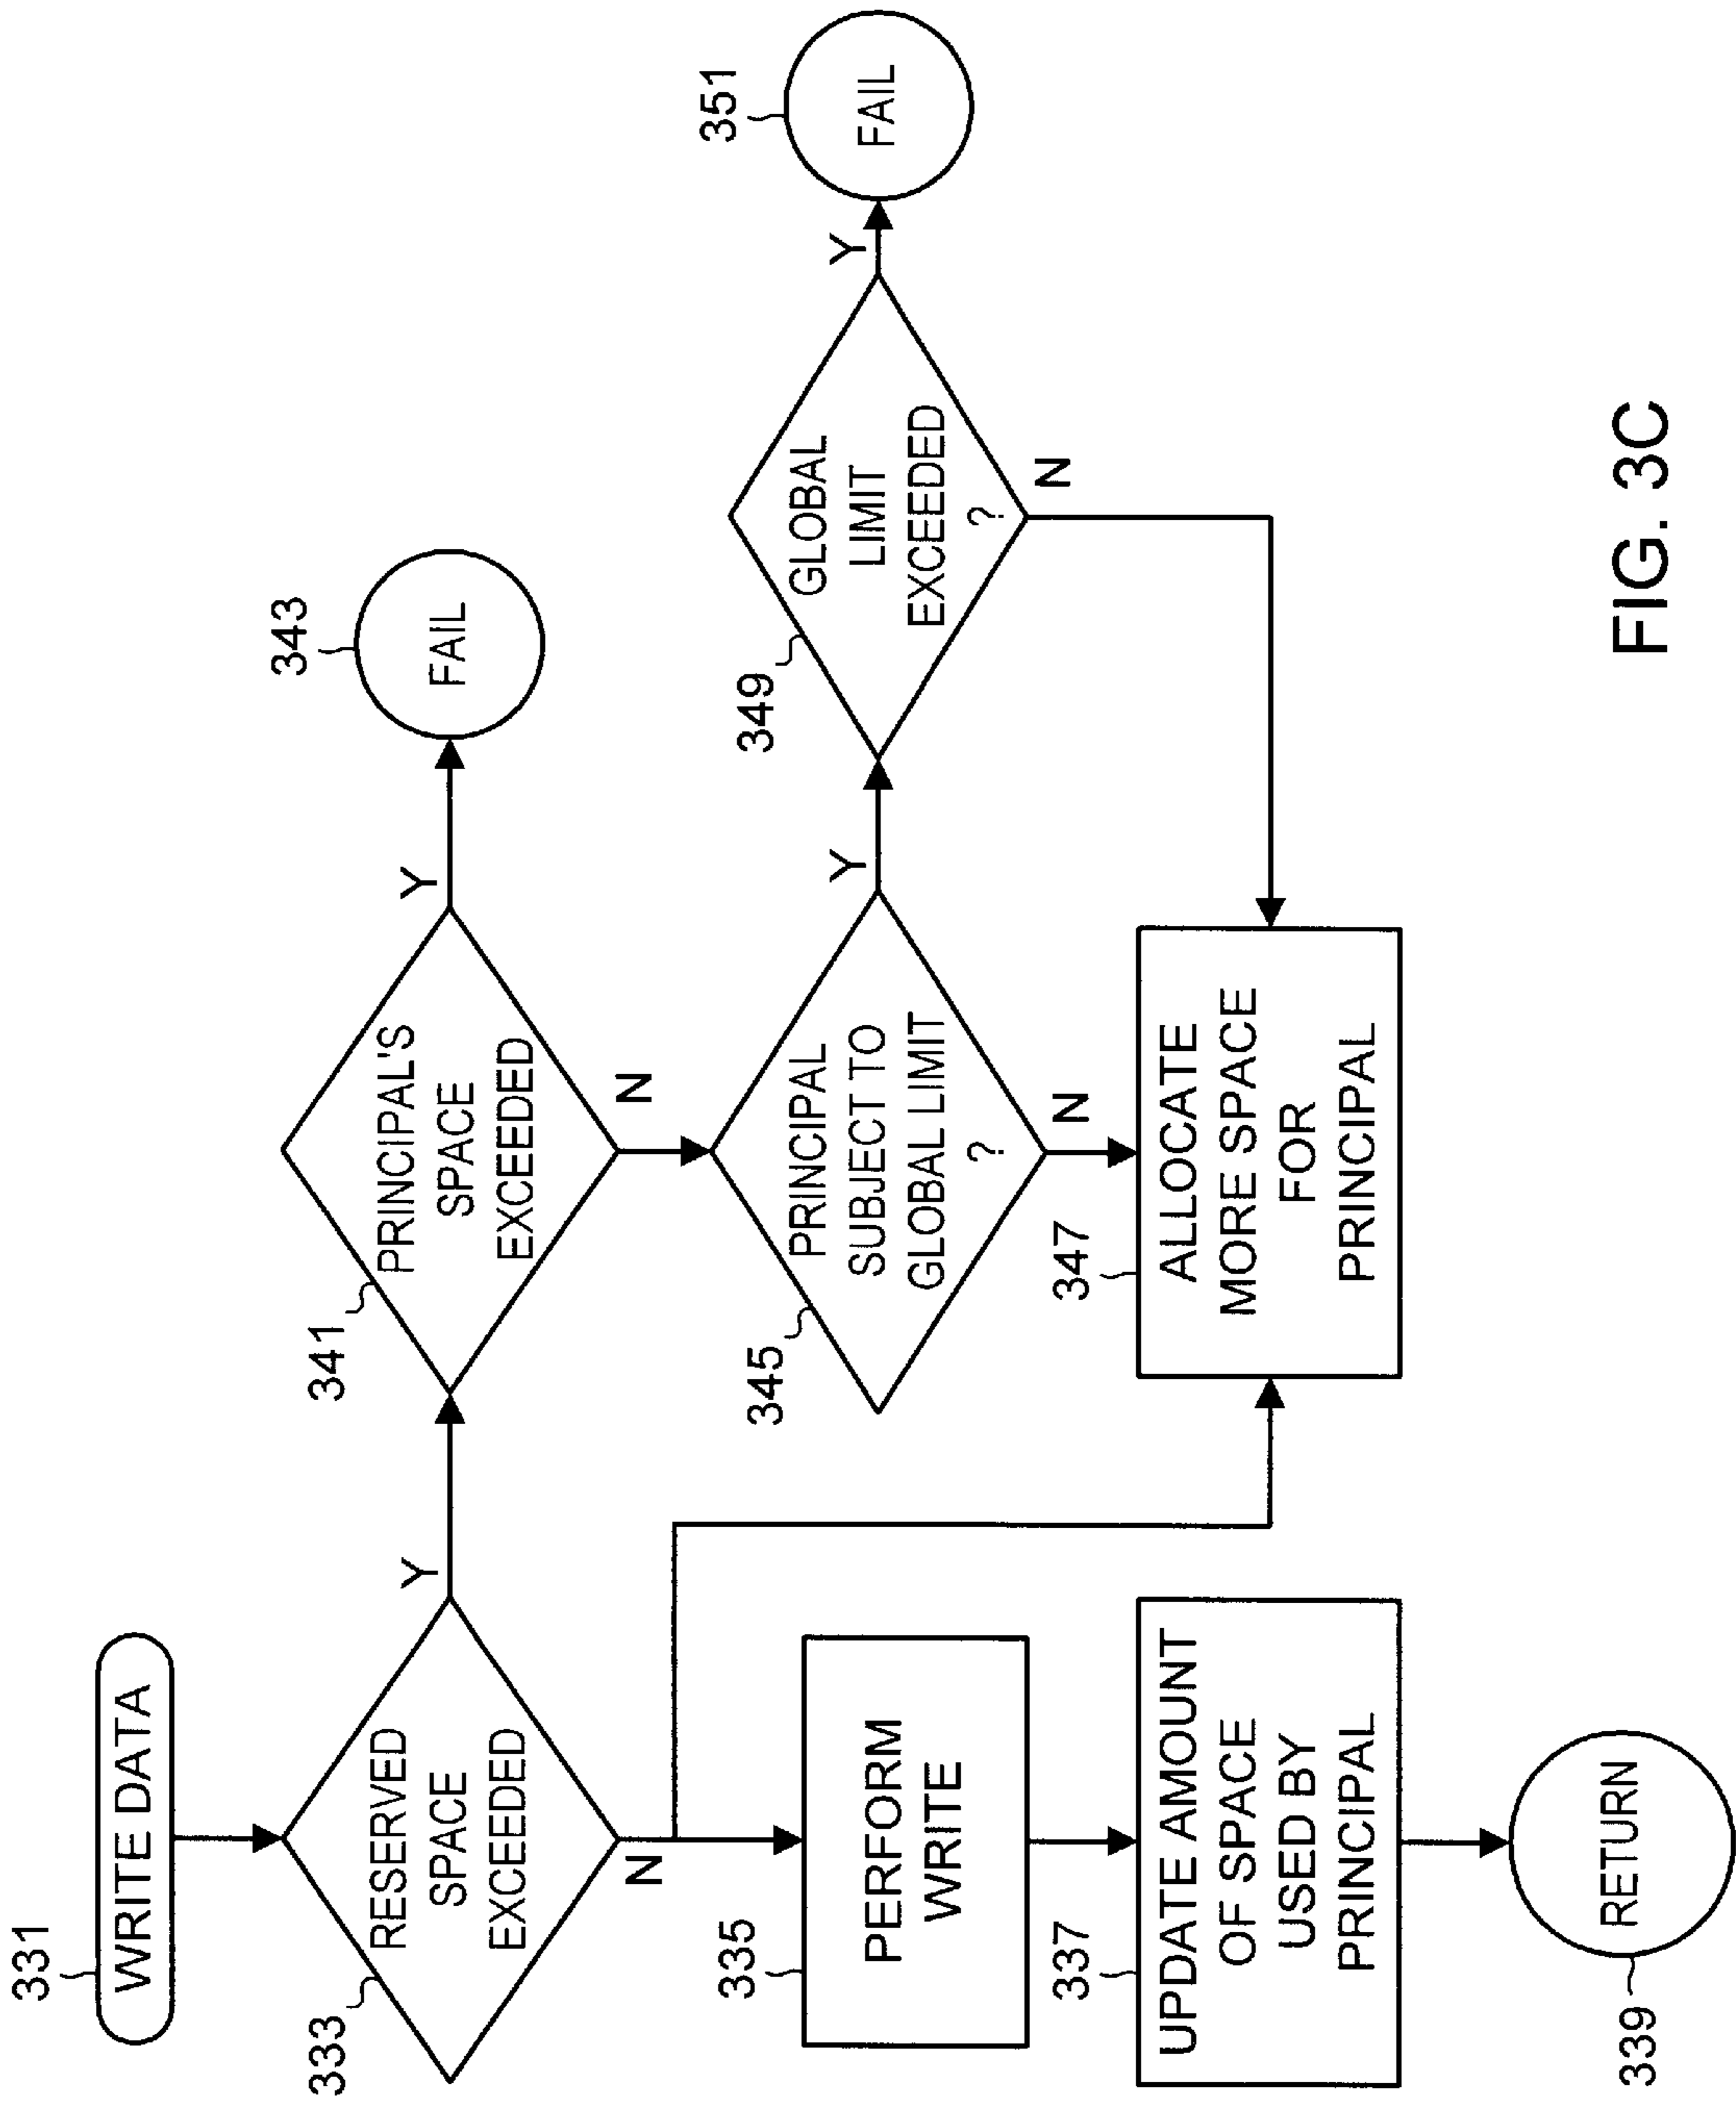 331
WRITE DATA
333
RESERVED
SPACE
EXCEEDED
Y
N
341
PRINCIPAL'S
SPACE
EXCEEDED
Y
N
343
FAIL
335
PERFORM
WRITE
345
PRINCIPAL
SUBJECT TO
GLOBAL LIMIT
?
Y
N
349
GLOBAL
LIMIT
EXCEEDED
?
Y
N
351
FAIL
337
UPDATE AMOUNT
OF SPACE
USED BY
PRINCIPAL
347
ALLOCATE
MORE SPACE
FOR
PRINCIPAL
339
RETURN
FIG. 3C